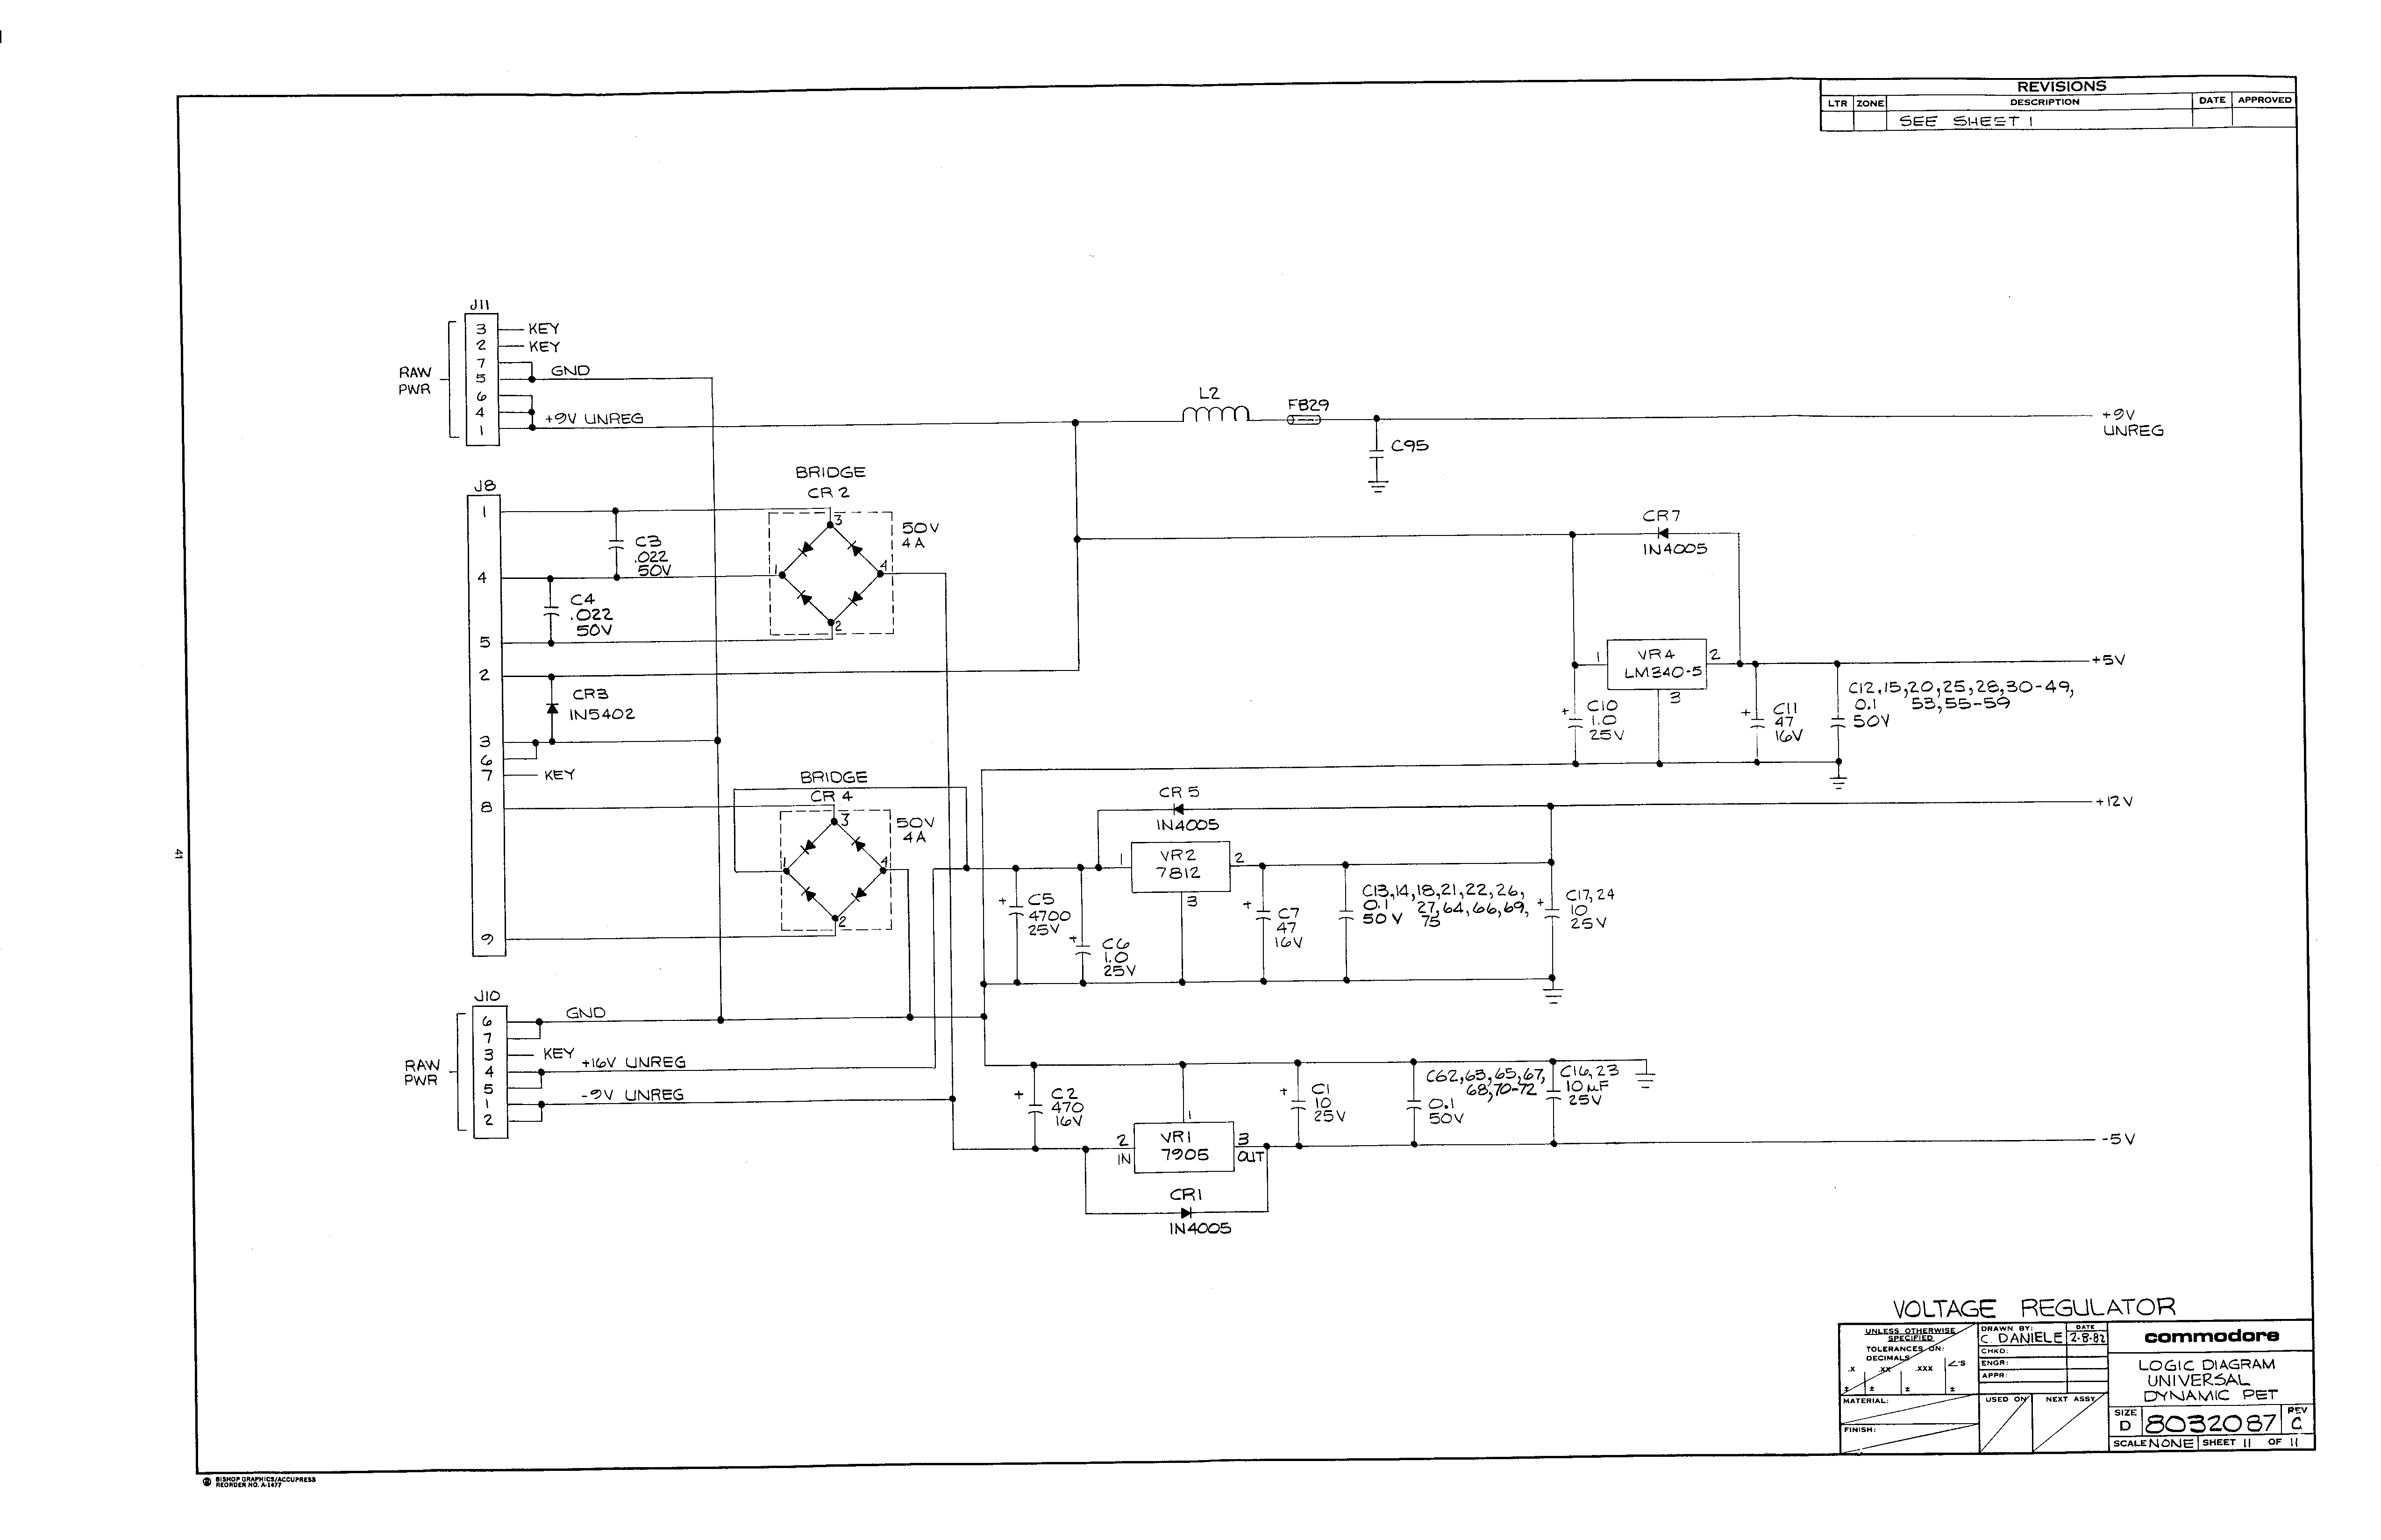 REVISIONS
LTR ZONE DESCRIPTION DATE APPROVED
SEE SHEET 1
J11
3 KEY
2 KEY
7
5 GND
6
4
1 +9V UNREG
RAW
PWR
L2
FB29
C95
+9V
UNREG
J8
1
4
5
2
3
6
7 KEY
8
9
BRIDGE
CR 2
50V
4A
3
1
4
2
C3
.022
50V
C4
.022
50V
CR3
IN5402
CR7
IN4005
1
VR4
LM340-5
2
3
+5V
C10
1.0
25V
C11
47
16V
C12,15,20,25,28,30-49,
0.1 53,55-59
50V
BRIDGE
CR 4
50V
4A
3
1
4
2
CR 5
IN4005
+12V
1
VR2
7812
2
3
C5
4700
25V
C6
1.0
25V
C7
47
16V
C13,14,18,21,22,26,
0.1 27,64,66,69,
50V 75
C17,24
10
25V
J10
6 GND
7
3 KEY
4 +16V UNREG
5
1 -9V UNREG
2
RAW
PWR
C2
470
16V
1
2
IN
VR1
7905
3
OUT
C1
10
25V
C62,63,65,67,
68,70-72
0.1
50V
C16,23
10µF
25V
-5V
CR1
IN4005
41
VOLTAGE REGULATOR
UNLESS OTHERWISE
SPECIFIED
TOLERANCES ON:
DECIMALS
.X .XX .XXX ∠'S
± ± ± ±
MATERIAL:
FINISH:
DRAWN BY: DATE
C. DANIELE 2-8-82
CHKD:
ENGR:
APPR:
USED ON NEXT ASSY
commodore
LOGIC DIAGRAM
UNIVERSAL
DYNAMIC PET
SIZE
D
8032087
REV
C
SCALE NONE SHEET 11 OF 11
BISHOP GRAPHICS/ACCUPRESS
REORDER NO. A-1477